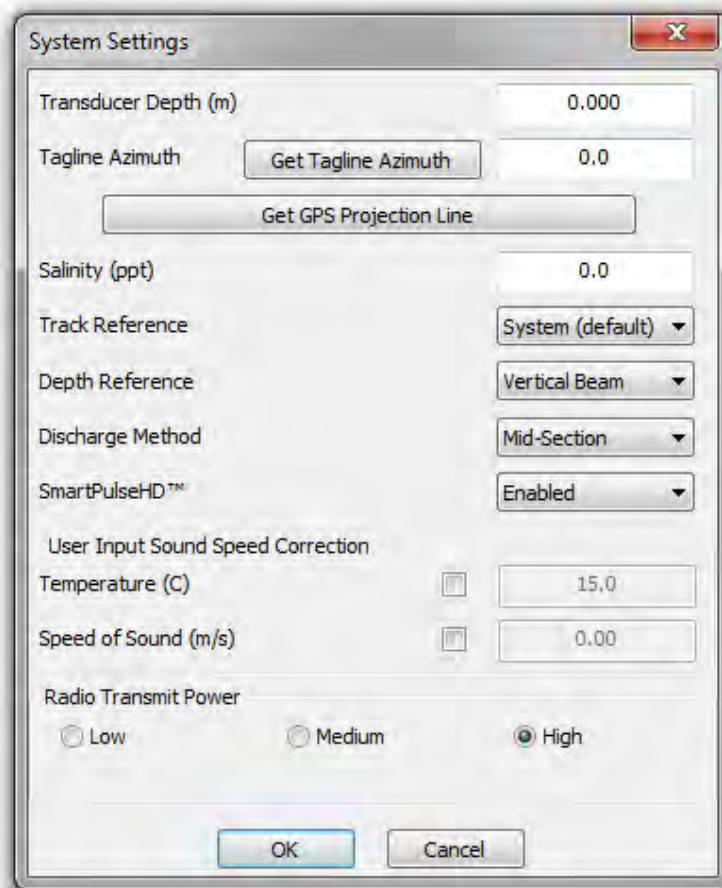 System Settings
Transducer Depth (m) 0.000
Tagline Azimuth Get Tagline Azimuth 0.0
Get GPS Projection Line
Salinity (ppt) 0.0
Track Reference System (default)
Depth Reference Vertical Beam
Discharge Method Mid-Section
SmartPulseHD™ Enabled
User Input Sound Speed Correction
Temperature (C) 15.0
Speed of Sound (m/s) 0.00
Radio Transmit Power
Low Medium High
OK Cancel